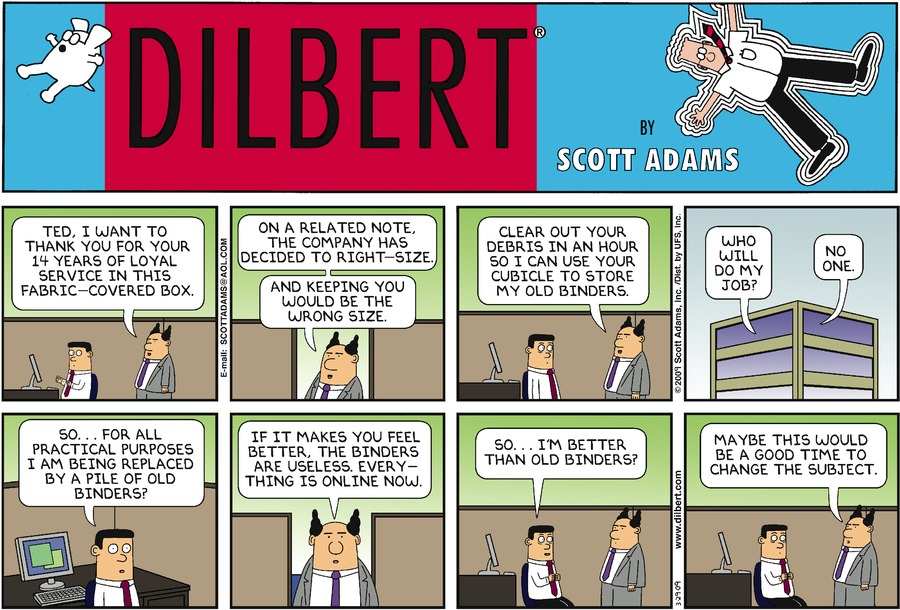 DILBERT®
BY
SCOTT ADAMS
TED, I WANT TO
THANK YOU FOR YOUR
14 YEARS OF LOYAL
SERVICE IN THIS
FABRIC-COVERED BOX.
E-mail: SCOTTADAMS@AOL.COM
ON A RELATED NOTE,
THE COMPANY HAS
DECIDED TO RIGHT-SIZE.
AND KEEPING YOU
WOULD BE THE
WRONG SIZE.
CLEAR OUT YOUR
DEBRIS IN AN HOUR
SO I CAN USE YOUR
CUBICLE TO STORE
MY OLD BINDERS.
© 2009 Scott Adams, Inc. /Dist. by UFS, Inc.
WHO
WILL
DO MY
JOB?
NO
ONE.
SO... FOR ALL
PRACTICAL PURPOSES
I AM BEING REPLACED
BY A PILE OF OLD
BINDERS?
IF IT MAKES YOU FEEL
BETTER, THE BINDERS
ARE USELESS. EVERY-
THING IS ONLINE NOW.
SO... I'M BETTER
THAN OLD BINDERS?
www.dilbert.com
3-29-09
MAYBE THIS WOULD
BE A GOOD TIME TO
CHANGE THE SUBJECT.